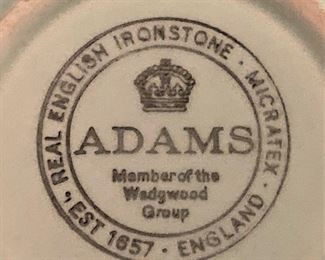 REAL ENGLISH IRONSTONE · MICRATEX ·
ADAMS
Member of the
Wedgwood
Group
EST 1657 · ENGLAND ·